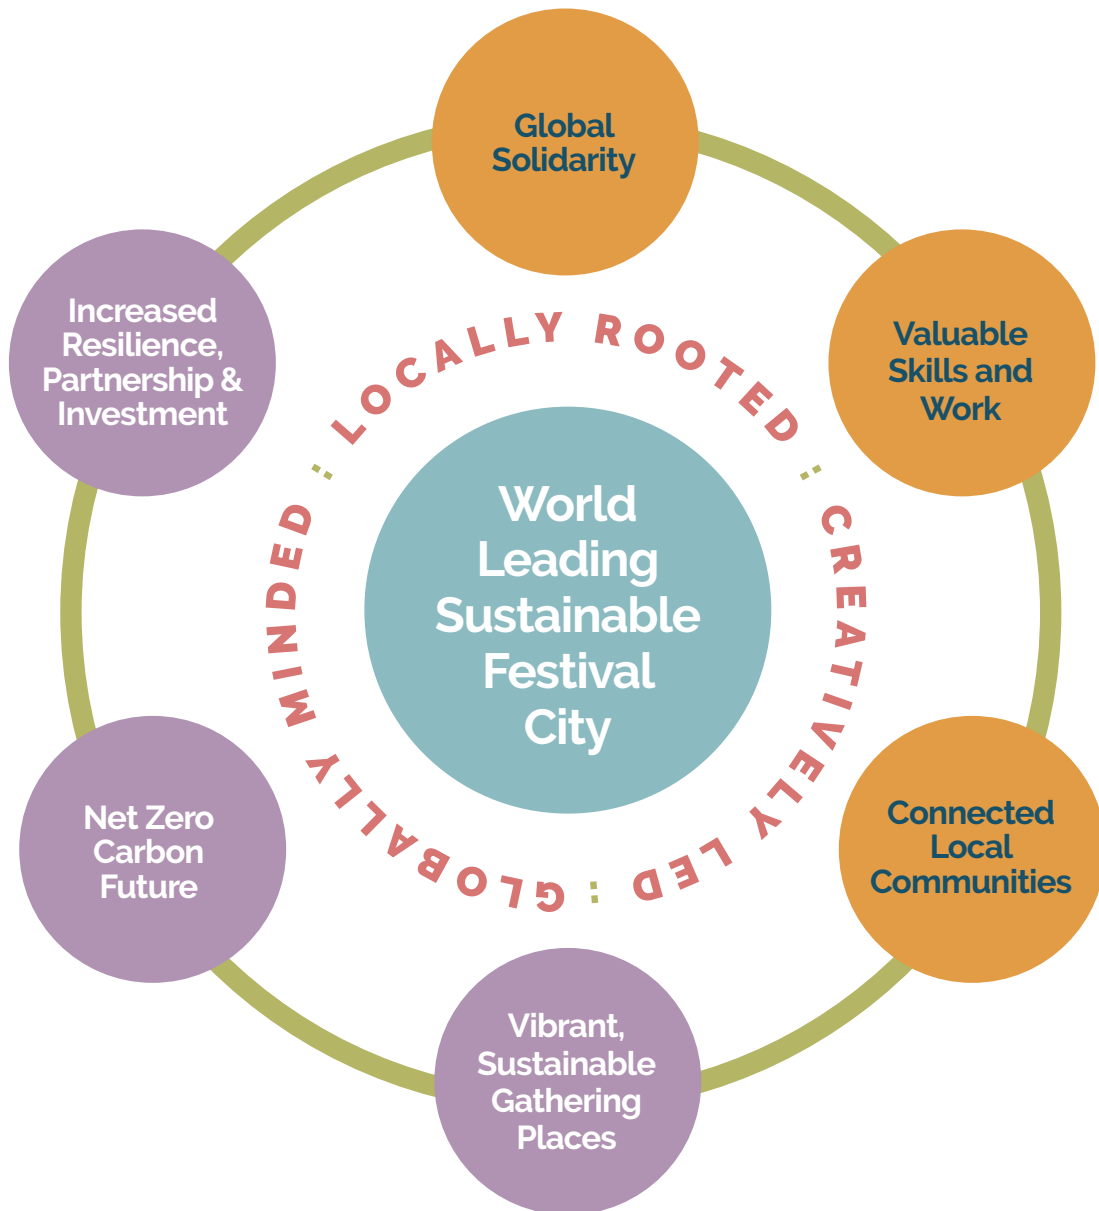 Global
Solidarity
Valuable
Skills and
Work
Connected
Local
Communities
Vibrant,
Sustainable
Gathering
Places
Net Zero
Carbon
Future
Increased
Resilience,
Partnership &
Investment
LOCALLY ROOTED : CREATIVELY LED : GLOBALLY MINDED :
World
Leading
Sustainable
Festival
City